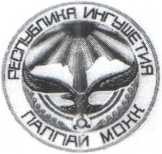 РЕСПУБЛИКА ИНГУШЕТИЯ
ГIАЛГIАЙ МОХК